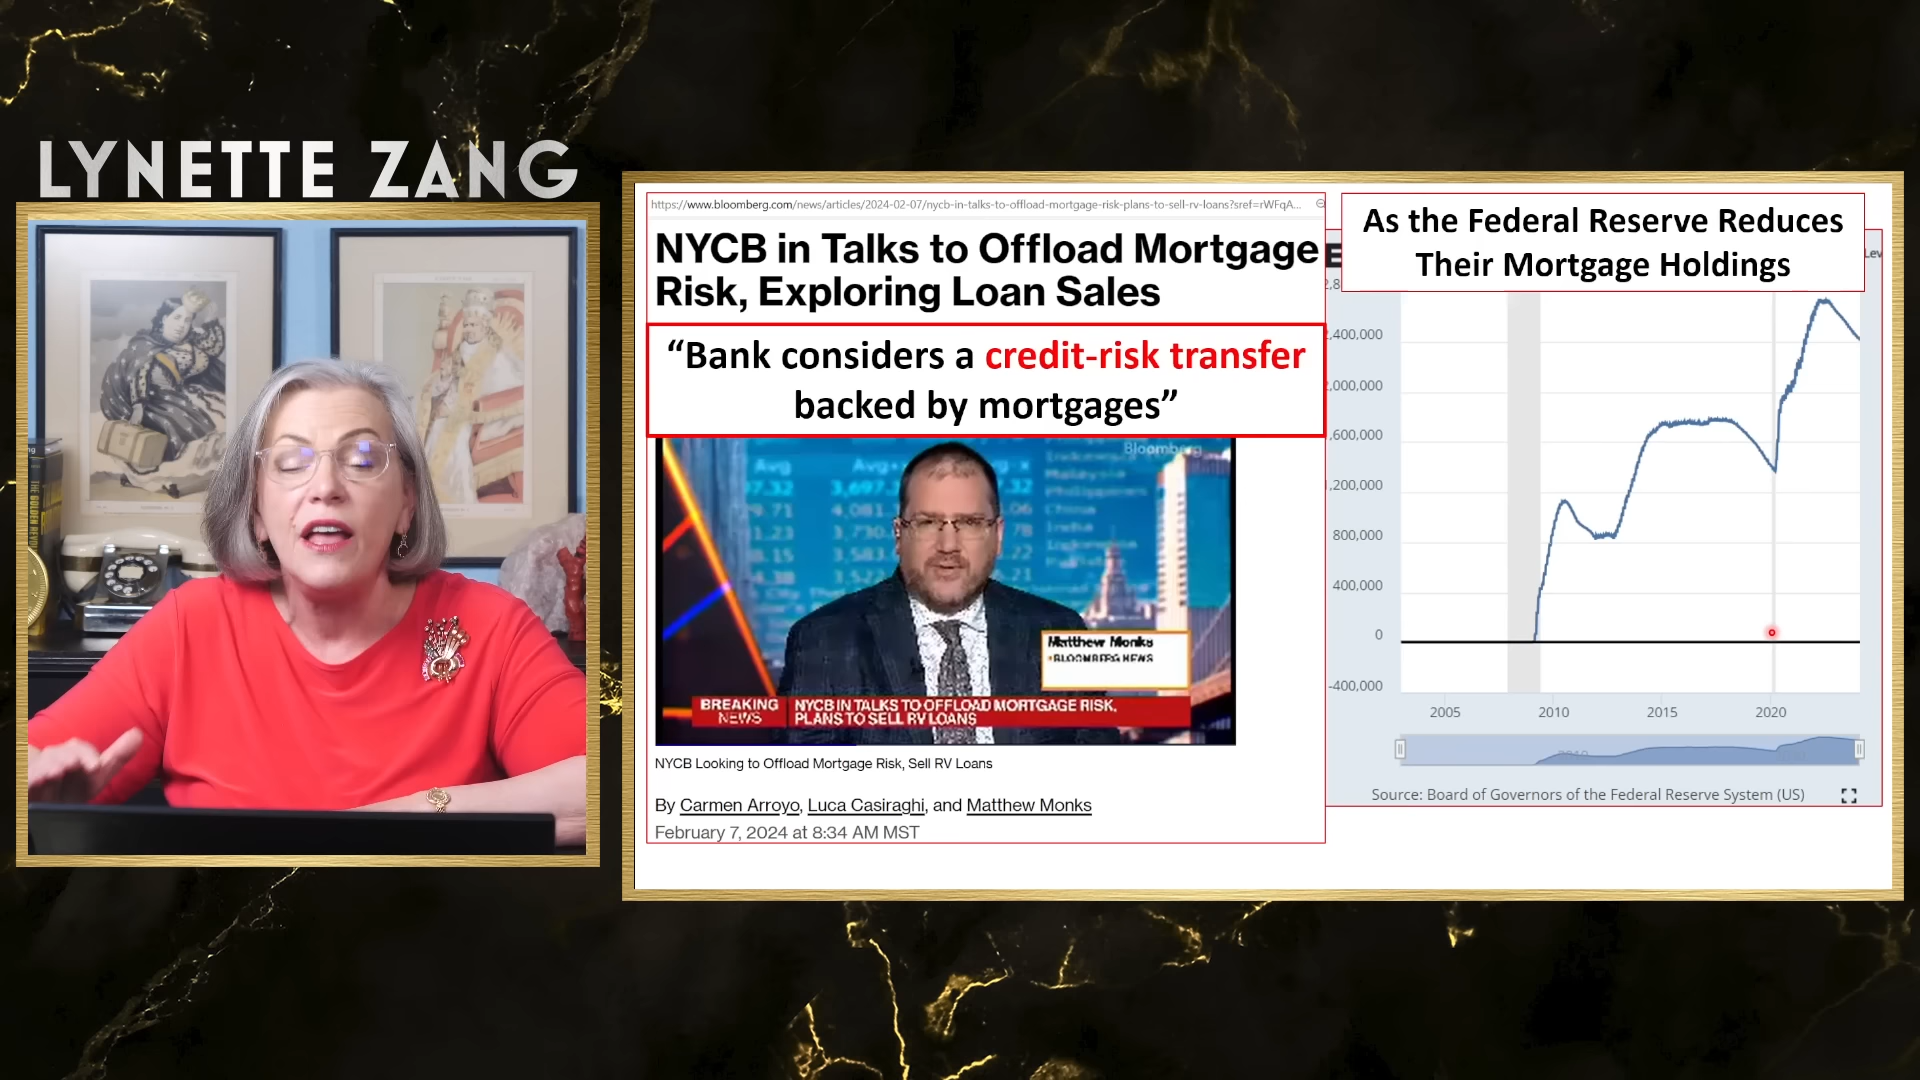 LYNETTE ZANG
https://www.bloomberg.com/news/articles/2024-02-07/nycb-in-talks-to-offload-mortgage-risk-plans-to-sell-rv-loans?sref=rWFqA...
NYCB in Talks to Offload Mortgage
Risk, Exploring Loan Sales
“Bank considers a credit-risk transfer
backed by mortgages”
Bloomberg
Matthew Monks
BLOOMBERG NEWS
BREAKING
NEWS
NYCB IN TALKS TO OFFLOAD MORTGAGE RISK,
PLANS TO SELL RV LOANS
NYCB Looking to Offload Mortgage Risk, Sell RV Loans
By Carmen Arroyo, Luca Casiraghi, and Matthew Monks
February 7, 2024 at 8:34 AM MST
As the Federal Reserve Reduces
Their Mortgage Holdings
,400,000
,000,000
,600,000
,200,000
800,000
400,000
0
-400,000
2005 2010 2015 2020
Source: Board of Governors of the Federal Reserve System (US)